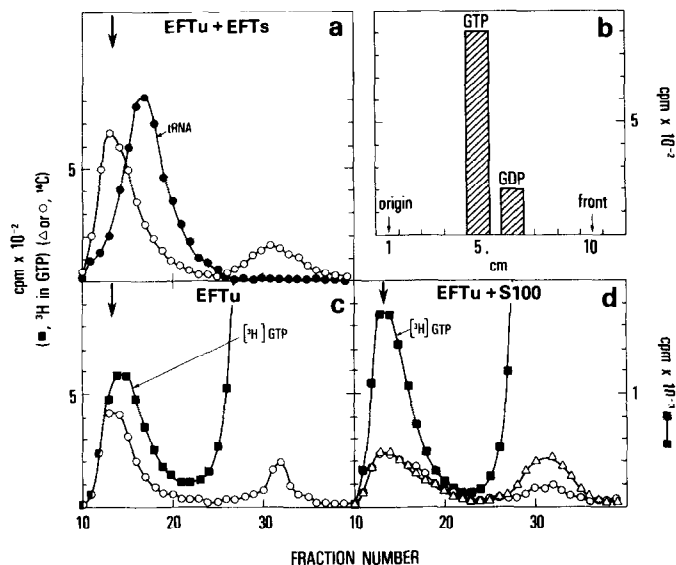 EFTu + EFTs
a
tRNA
5
b
GTP
GDP
origin
front
1
5.
10
cm
5
cpm x 10⁻²
cpm x 10⁻²
(■, ³H in GTP) (△ or ○, ¹⁴C)
EFTu
c
[³H] GTP
5
10
20
30
EFTu + S100
d
[³H] GTP
1
10
20
30
cpm x 10⁻³
FRACTION NUMBER